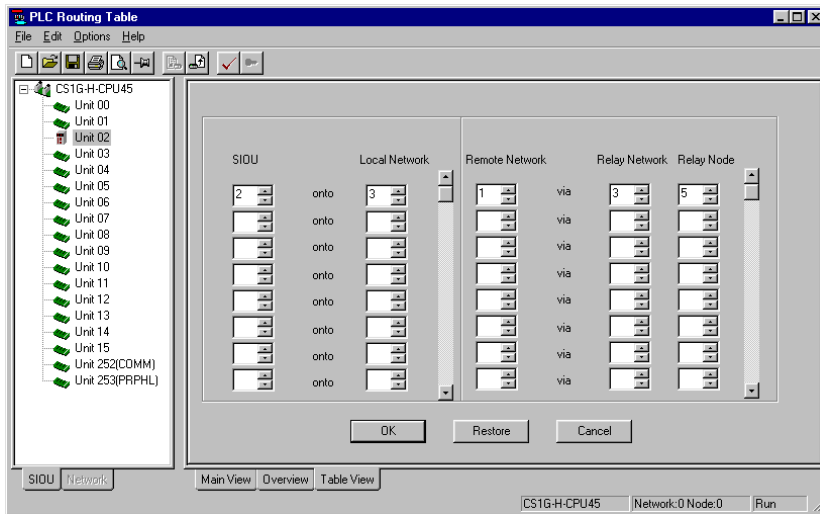 PLC Routing Table
File Edit Options Help
CS1G-H-CPU45
Unit 00
Unit 01
Unit 02
Unit 03
Unit 04
Unit 05
Unit 06
Unit 07
Unit 08
Unit 09
Unit 10
Unit 11
Unit 12
Unit 13
Unit 14
Unit 15
Unit 252(COMM)
Unit 253(PRPHL)
SIOU Network
SIOU Local Network Remote Network Relay Network Relay Node
2 onto 3 1 via 3 5
onto via
onto via
onto via
onto via
onto via
onto via
onto via
OK Restore Cancel
Main View Overview Table View
CS1G-H-CPU45 Network:0 Node:0 Run